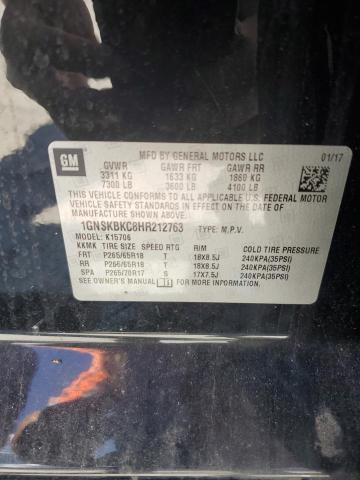 GM
MFD BY GENERAL MOTORS LLC 01/17
GVWR GAWR FRT GAWR RR
3311 KG 1633 KG 1860 KG
7300 LB 3600 LB 4100 LB
THIS VEHICLE CONFORMS TO ALL APPLICABLE U.S. FEDERAL MOTOR
VEHICLE SAFETY AND THEFT PREVENTION STANDARDS IN EFFECT ON
THE DATE OF MANUFACTURE SHOWN ABOVE.
1GNSKBKC8HR212763 TYPE: M.P.V.
MODEL: K15706
KKMK TIRE SIZE SPEED RTG RIM COLD TIRE PRESSURE
FRT P265/65R18 T 18X8.5J 240KPA(35PSI)
RR P265/65R18 T 18X8.5J 240KPA(35PSI)
SPA P265/70R17 S 17X7.5J 240KPA(35PSI)
SEE OWNER'S MANUAL FOR MORE INFORMATION.